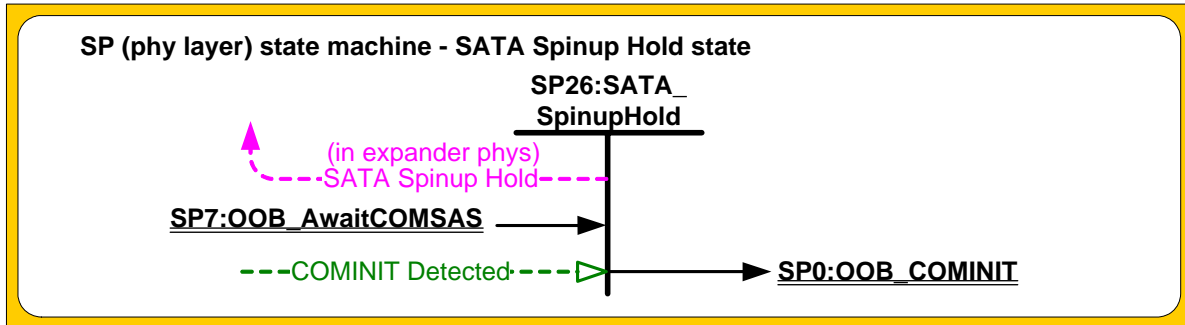 SP (phy layer) state machine - SATA Spinup Hold state
SP26:SATA_
SpinupHold
(in expander phys)
SATA Spinup Hold
SP7:OOB_AwaitCOMSAS
COMINIT Detected
SP0:OOB_COMINIT